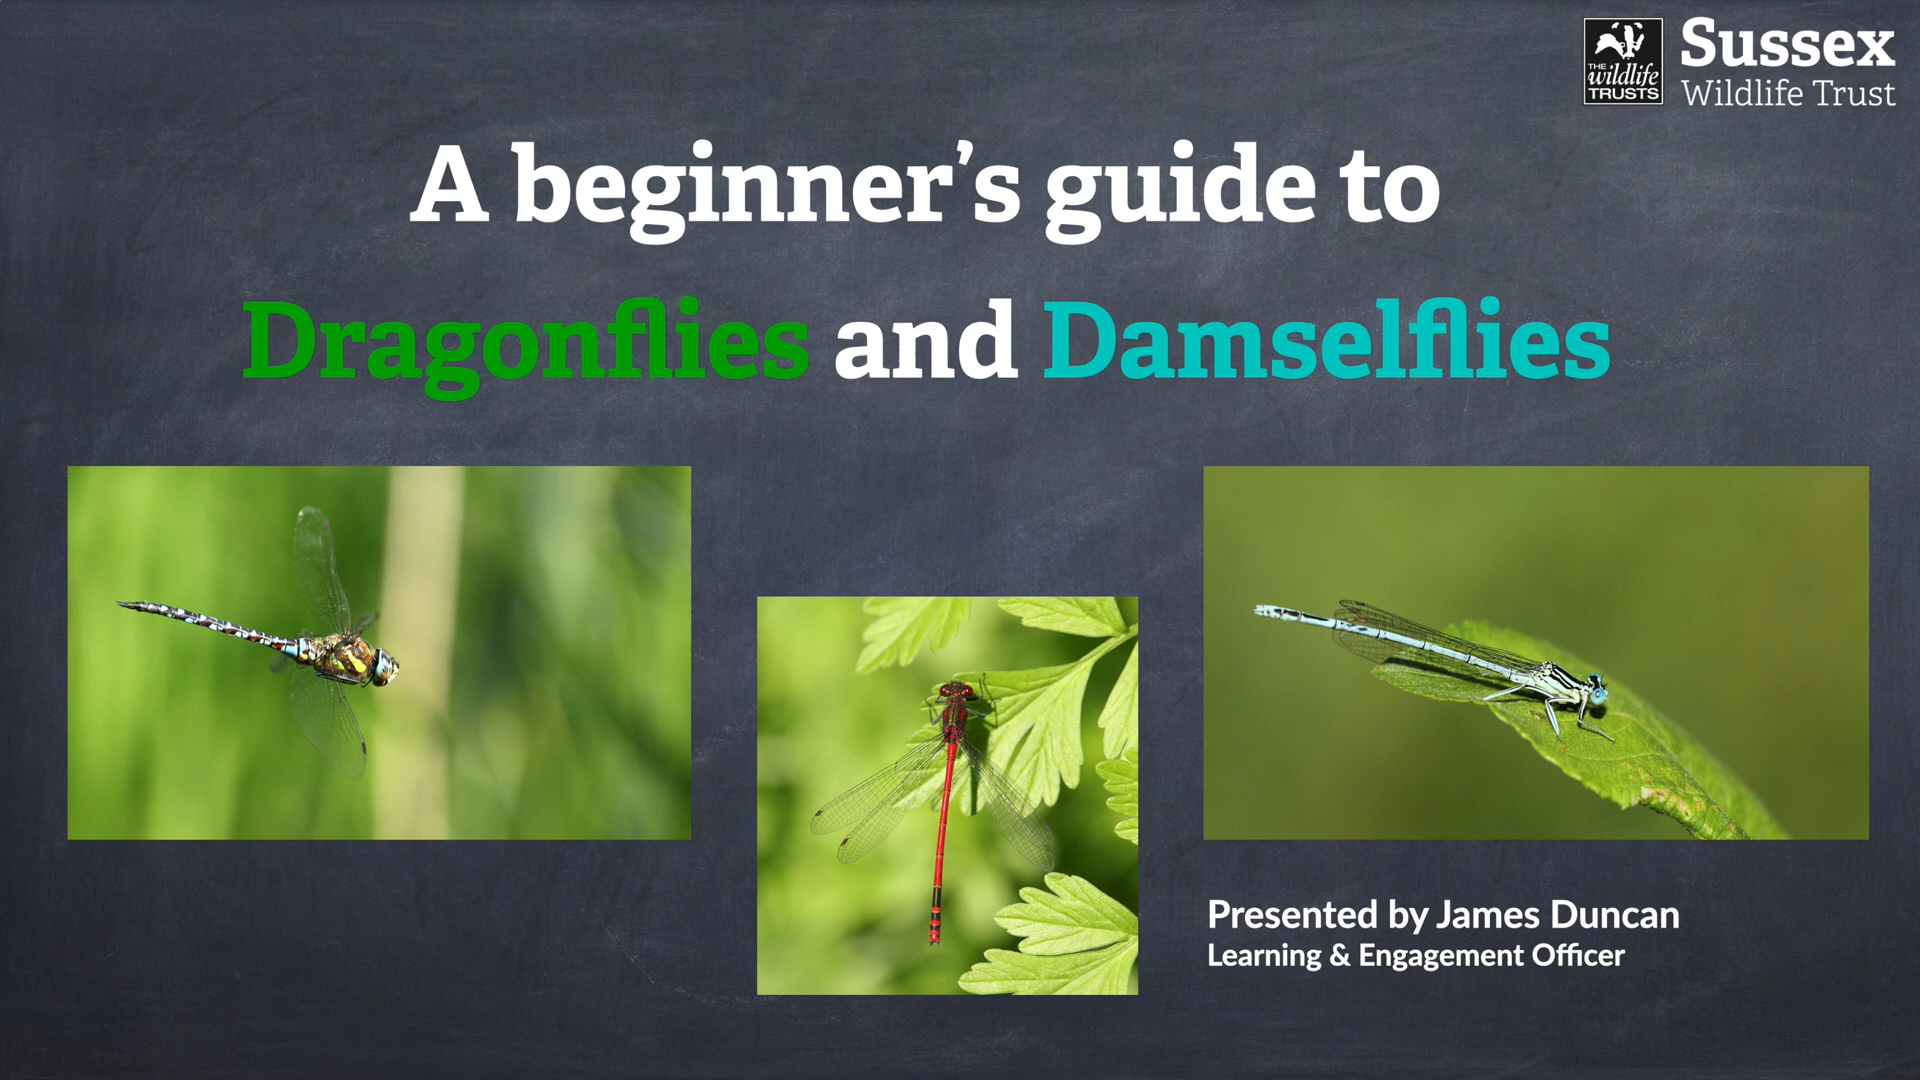 THE
wildlife
TRUSTS
Sussex
Wildlife Trust
A beginner’s guide to
Dragonflies and Damselflies
Presented by James Duncan
Learning & Engagement Officer